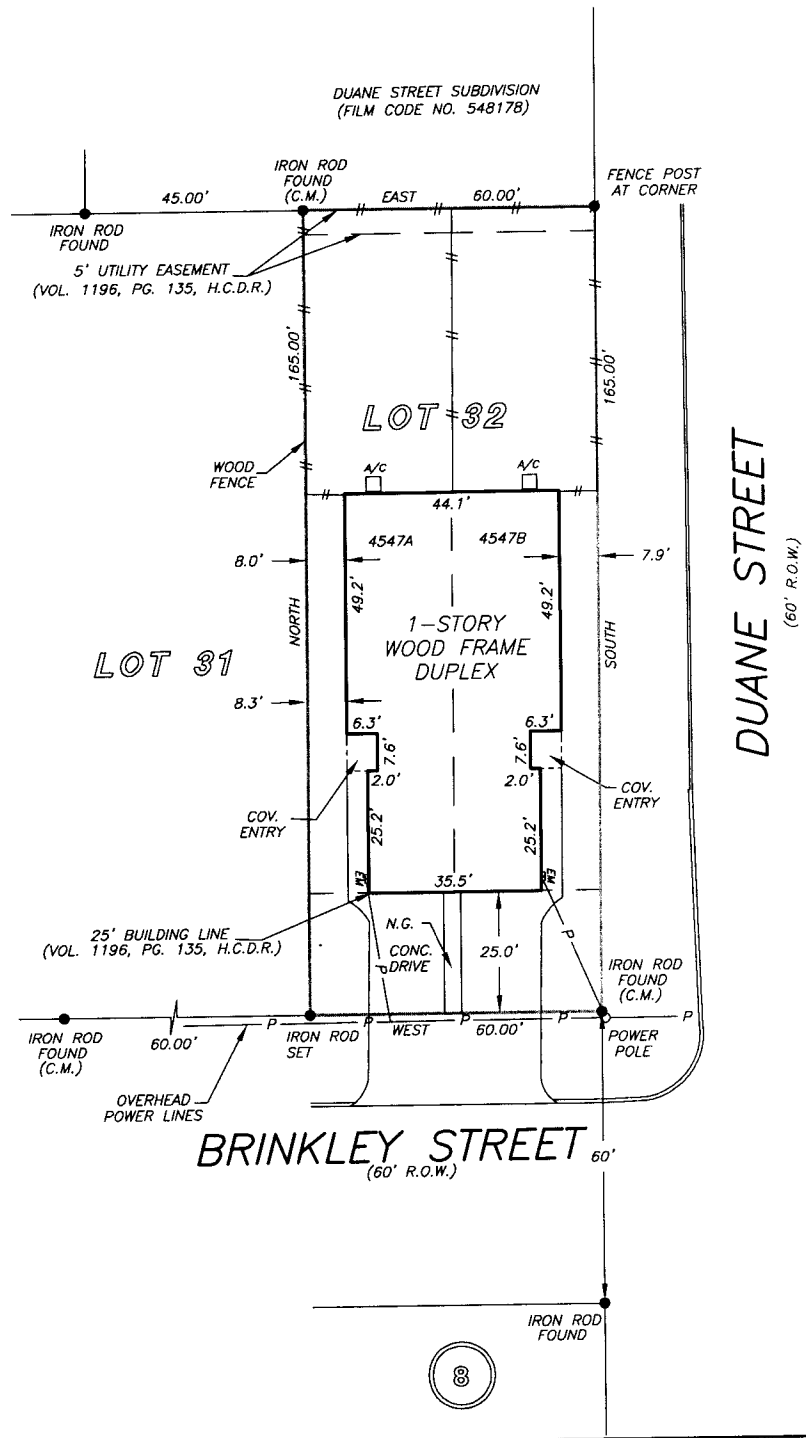 DUANE STREET SUBDIVISION
(FILM CODE NO. 548178)
IRON ROD
FOUND
(C.M.)
FENCE POST
AT CORNER
45.00'
EAST
60.00'
IRON ROD
FOUND
5' UTILITY EASEMENT
(VOL. 1196, PG. 135, H.C.D.R.)
165.00'
165.00'
LOT 32
WOOD
FENCE
A/C
A/C
44.1'
4547A
4547B
8.0'
7.9'
49.2'
49.2'
NORTH
SOUTH
1-STORY
WOOD FRAME
DUPLEX
DUANE STREET
(60' R.O.W.)
LOT 31
8.3'
6.3'
6.3'
7.6'
7.6'
2.0'
2.0'
COV.
ENTRY
COV.
ENTRY
25.2'
25.2'
EM
EM
35.5'
25' BUILDING LINE
(VOL. 1196, PG. 135, H.C.D.R.)
N.G.
CONC.
DRIVE
25.0'
P
P
IRON ROD
FOUND
(C.M.)
IRON ROD
FOUND
(C.M.)
60.00'
P
IRON ROD
SET
P
WEST
P
60.00'
P
P
POWER
POLE
OVERHEAD
POWER LINES
BRINKLEY STREET
(60' R.O.W.)
60'
IRON ROD
FOUND
8